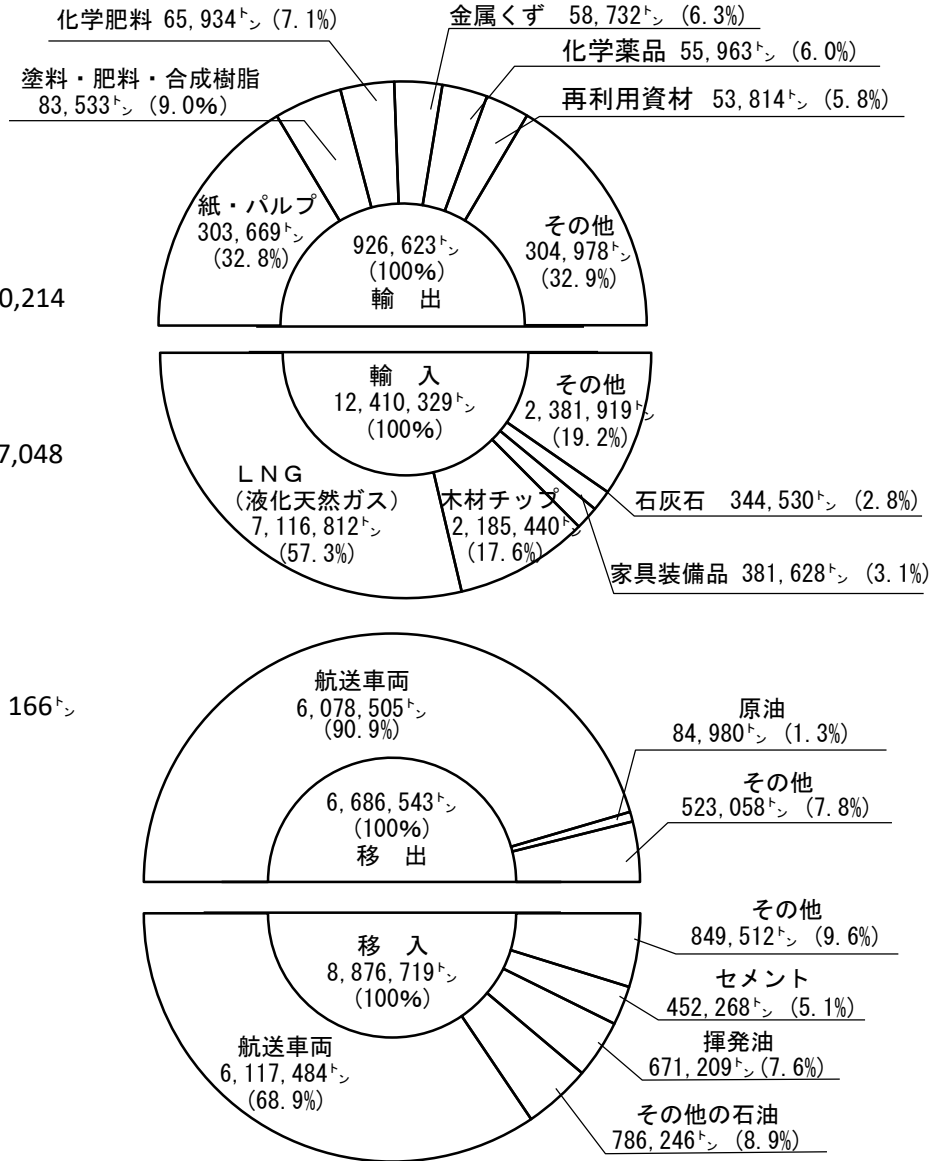 化学肥料 65,934㌧ (7.1%)
金属くず 58,732㌧ (6.3%)
化学薬品 55,963㌧ (6.0%)
塗料・肥料・合成樹脂
83,533㌧ (9.0%)
再利用資材 53,814㌧ (5.8%)
紙・パルプ
303,669㌧
(32.8%)
926,623㌧
(100%)
輸 出
その他
304,978㌧
(32.9%)
0,214
輸 入
12,410,329㌧
(100%)
その他
2,381,919㌧
(19.2%)
7,048
LNG
(液化天然ガス)
7,116,812㌧
(57.3%)
木材チップ
2,185,440㌧
(17.6%)
石灰石 344,530㌧ (2.8%)
家具装備品 381,628㌧ (3.1%)
航送車両
6,078,505㌧
(90.9%)
166㌧
原油
84,980㌧ (1.3%)
その他
523,058㌧ (7.8%)
6,686,543㌧
(100%)
移 出
移 入
8,876,719㌧
(100%)
その他
849,512㌧ (9.6%)
セメント
452,268㌧ (5.1%)
揮発油
671,209㌧(7.6%)
航送車両
6,117,484㌧
(68.9%)
その他の石油
786,246㌧ (8.9%)